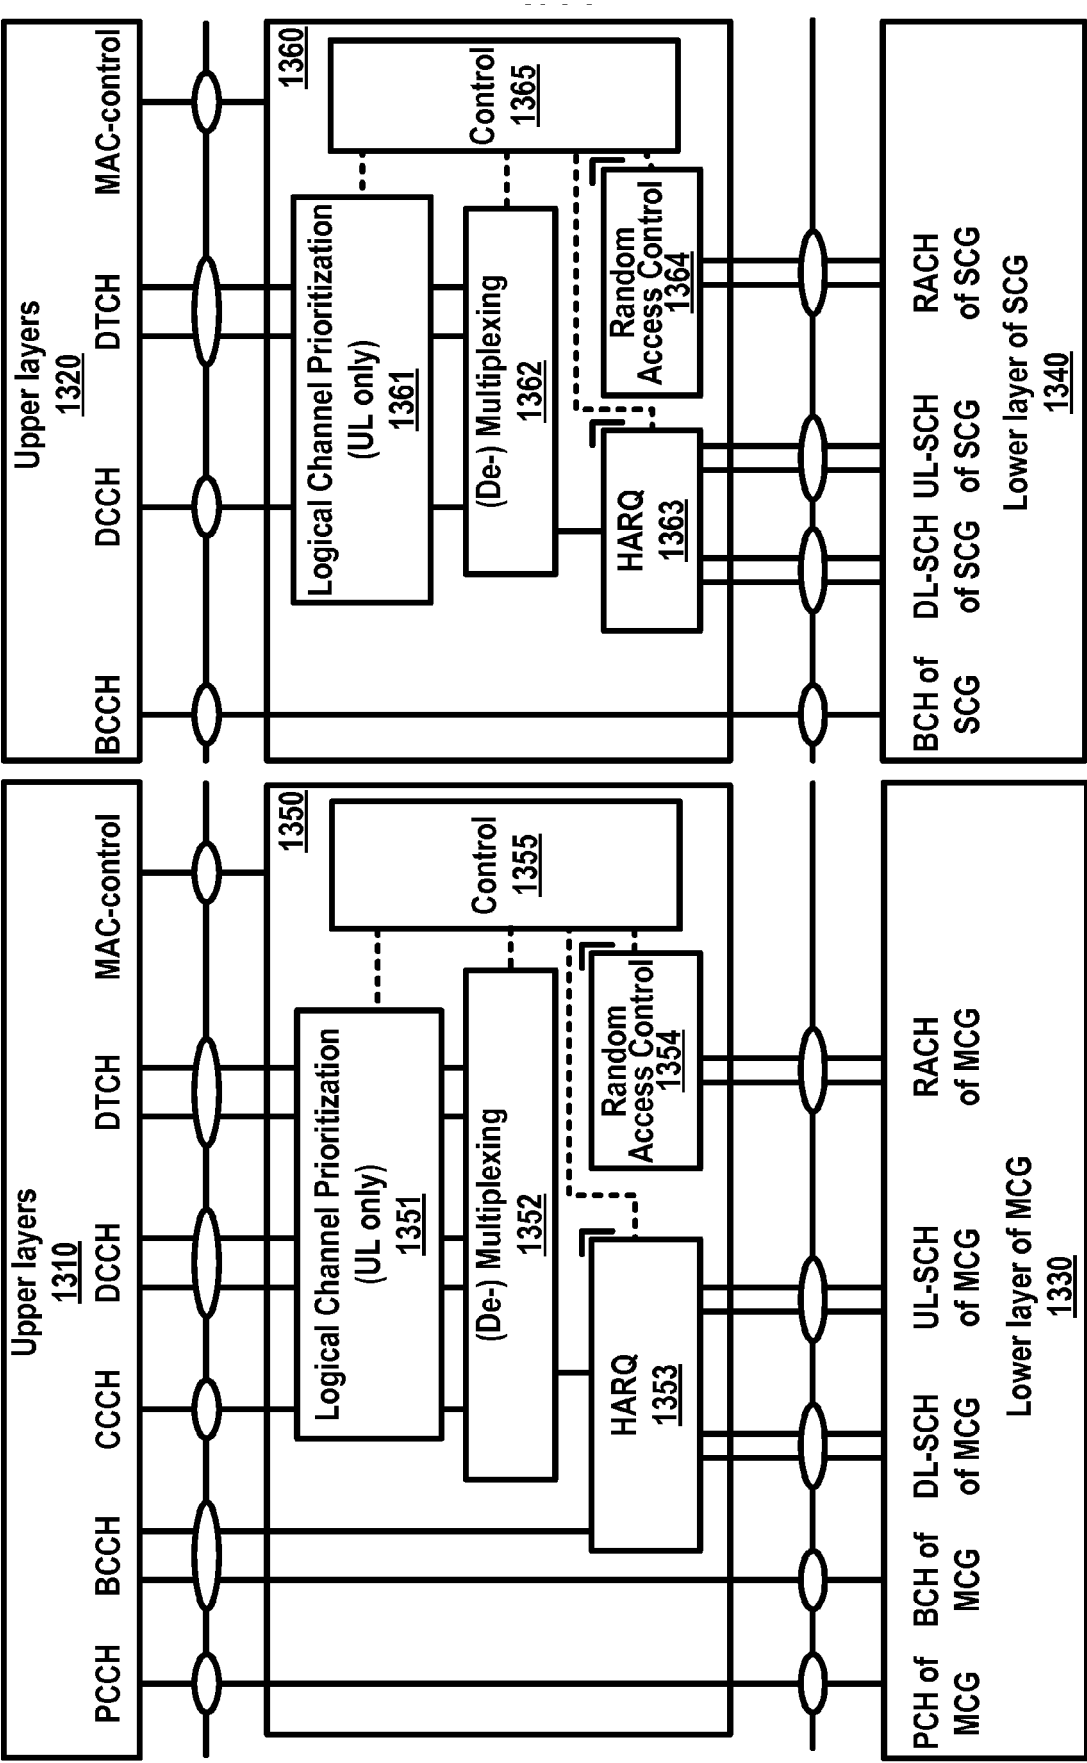 Upper layers
1310
PCCH
BCCH
CCCH
DCCH
DTCH
MAC-control
1350
Logical Channel Prioritization
(UL only)
1351
(De-) Multiplexing
1352
HARQ
1353
Random
Access Control
1354
Control
1355
PCH of
MCG
BCH of
MCG
DL-SCH
of MCG
UL-SCH
of MCG
RACH
of MCG
Lower layer of MCG
1330
Upper layers
1320
BCCH
DCCH
DTCH
MAC-control
1360
Logical Channel Prioritization
(UL only)
1361
(De-) Multiplexing
1362
HARQ
1363
Random
Access Control
1364
Control
1365
BCH of
SCG
DL-SCH
of SCG
UL-SCH
of SCG
RACH
of SCG
Lower layer of SCG
1340